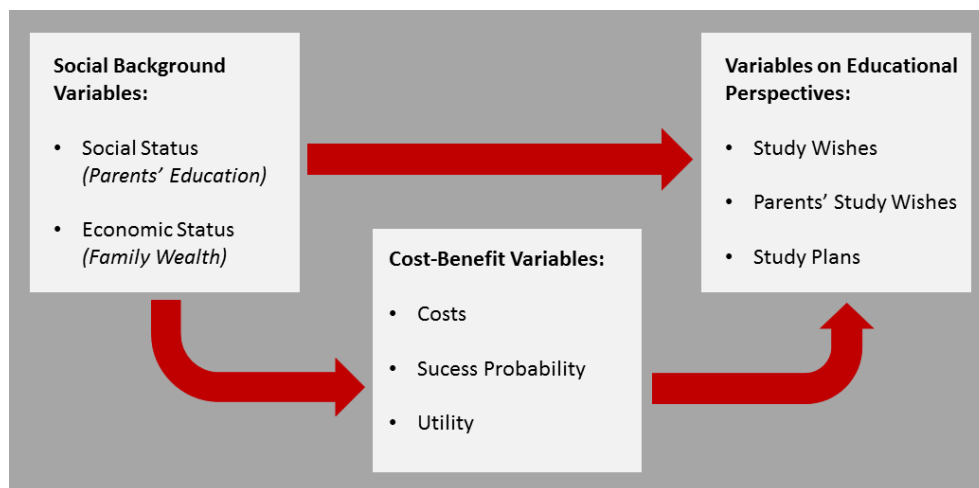 Social Background
Variables:
• Social Status
(Parents' Education)
• Economic Status
(Family Wealth)
Cost-Benefit Variables:
• Costs
• Sucess Probability
• Utility
Variables on Educational
Perspectives:
• Study Wishes
• Parents' Study Wishes
• Study Plans